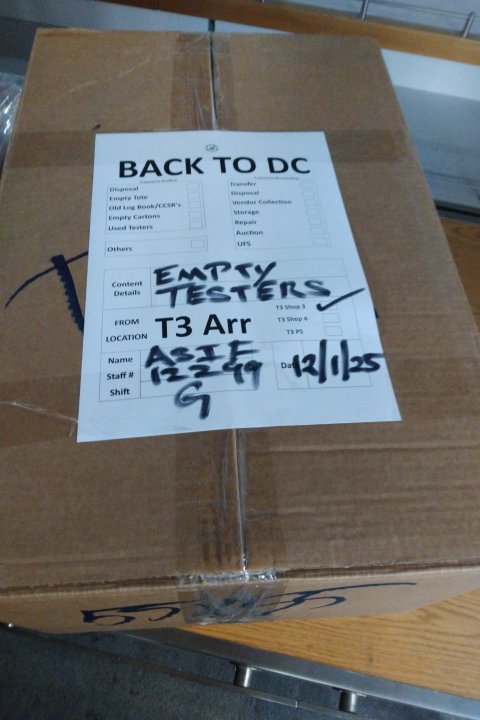 BACK TO DC
Disposal
Empty Tote
Old Log Book/CCSR's
Empty Cartons
Used Testers
Others
Transfer
Disposal
Vendor Collection
Storage
Repair
Auction
UFS
Content Details
EMPTY
TESTERS
FROM LOCATION
T3 Arr
T3 Shop 3
T3 Shop 4
T3 PS
Name
ASIF
Staff #
12299
Shift
G
12/1/25